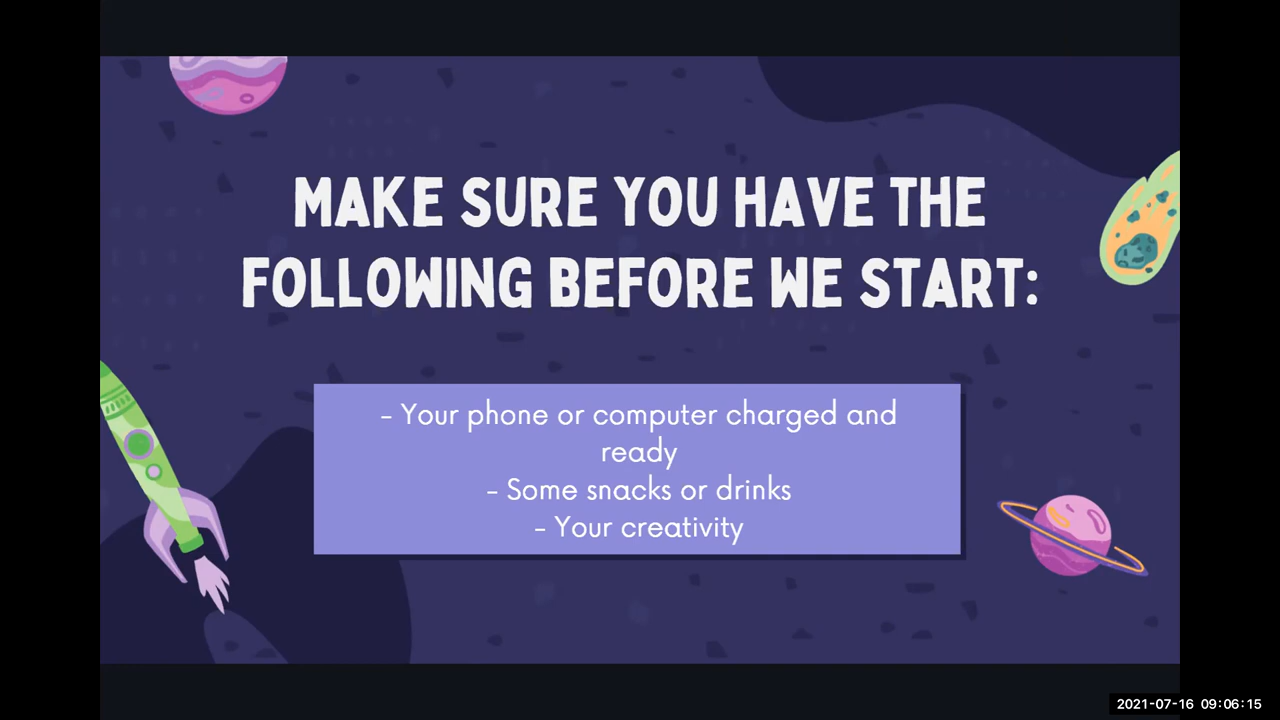 MAKE SURE YOU HAVE THE
FOLLOWING BEFORE WE START:
- Your phone or computer charged and
ready
- Some snacks or drinks
- Your creativity
2021-07-16 09:06:15